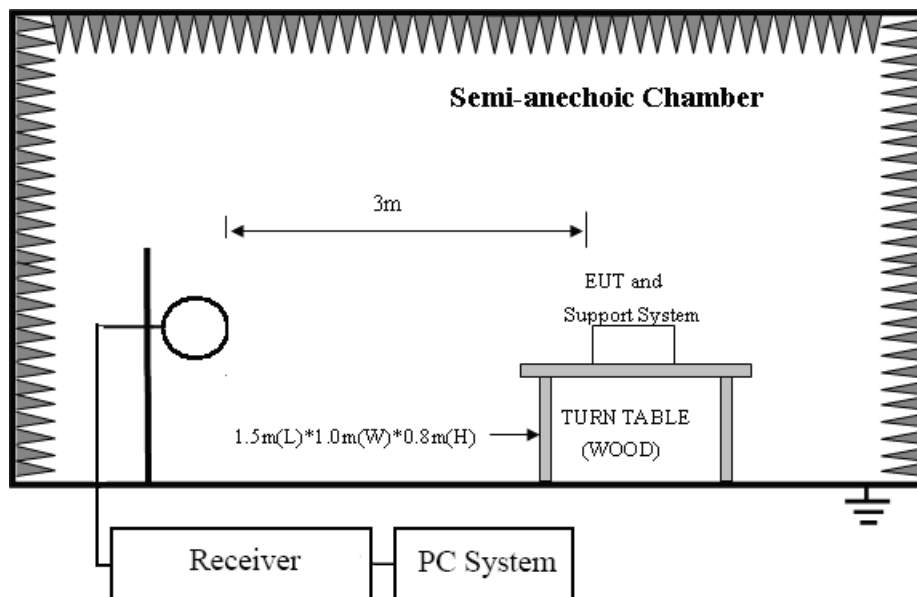 Semi-anechoic Chamber
3m
EUT and
Support System
1.5m(L)*1.0m(W)*0.8m(H)
TURN TABLE
(WOOD)
Receiver
PC System